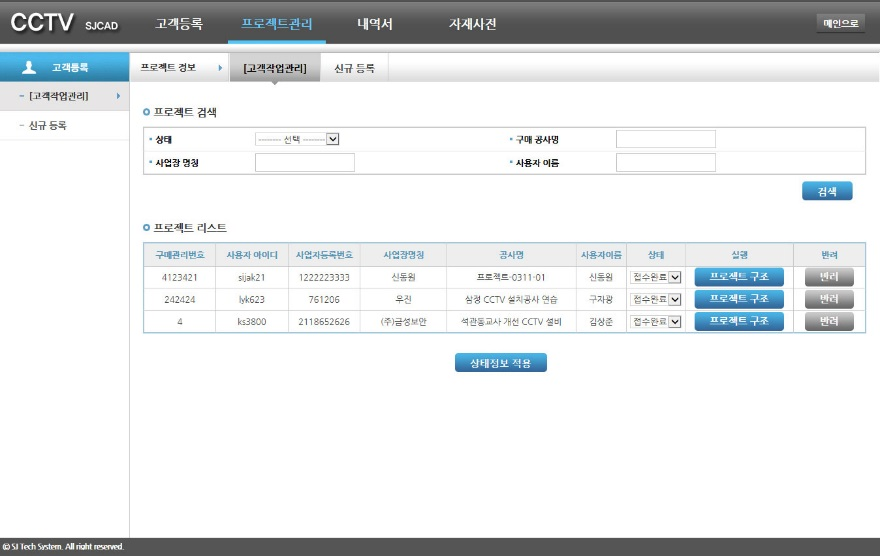 CCTV SJCAD 고객등록 프로젝트관리 내역서 자재사전 메인으로
고객등록 프로젝트 정보 [고객작업관리] 신규 등록
- [고객작업관리]
- 신규 등록
프로젝트 검색
상태 -------- 선택 -------- 구매 공사명
사업장 명칭 사용자 이름
검색
프로젝트 리스트
구매관리번호 사용자 아이디 사업자등록번호 사업장명칭 공사명 사용자이름 상태 실행 반려
4123421 sijak21 1222223333 신동원 프로젝트-0311-01 신동원 접수완료 프로젝트 구조 반려
242424 lyk623 761206 우진 삼청 CCTV 설치공사 연습 구자왕 접수완료 프로젝트 구조 반려
4 ks3800 2118652626 (주)금성보안 석관동교사 개선 CCTV 설비 김상준 접수완료 프로젝트 구조 반려
상태정보 적용
© SJ Tech System. All right reserved.